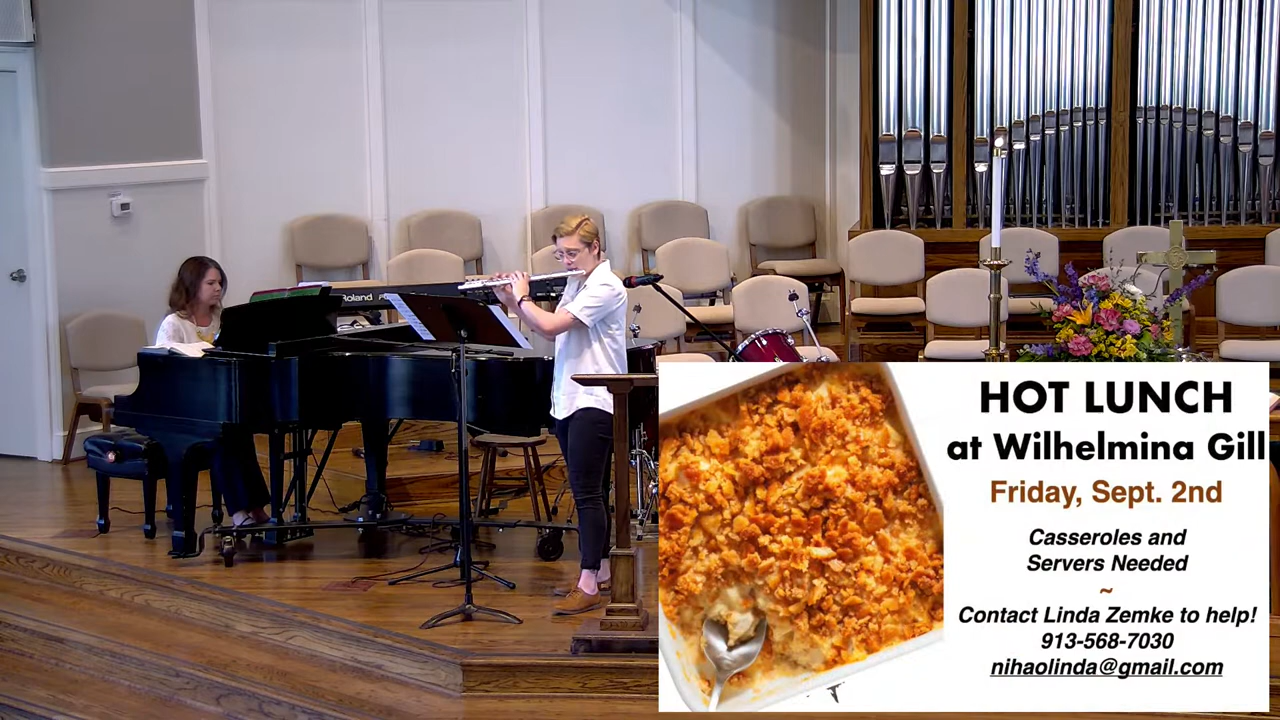 Roland
HOT LUNCH
at Wilhelmina Gill
Friday, Sept. 2nd
Casseroles and
Servers Needed
~
Contact Linda Zemke to help!
913-568-7030
nihaolinda@gmail.com